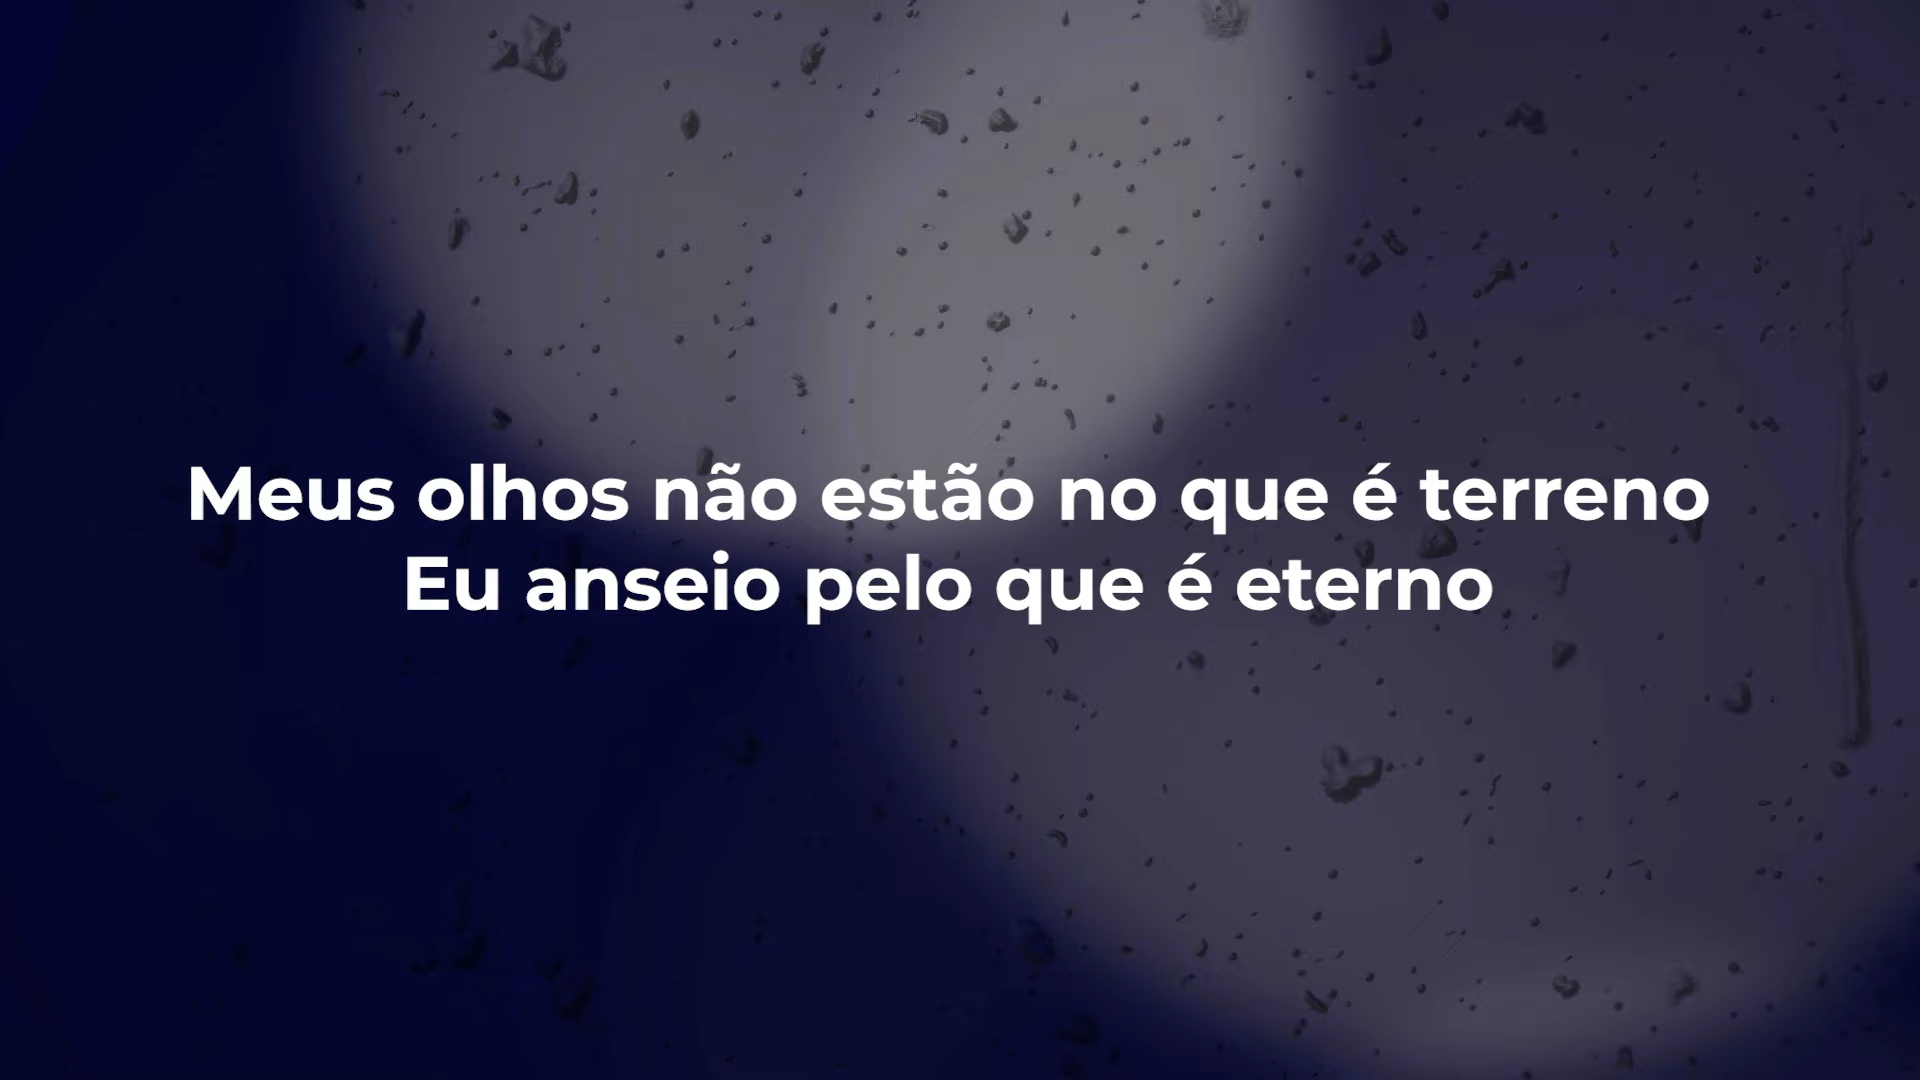 Meus olhos não estão no que é terreno
Eu anseio pelo que é eterno